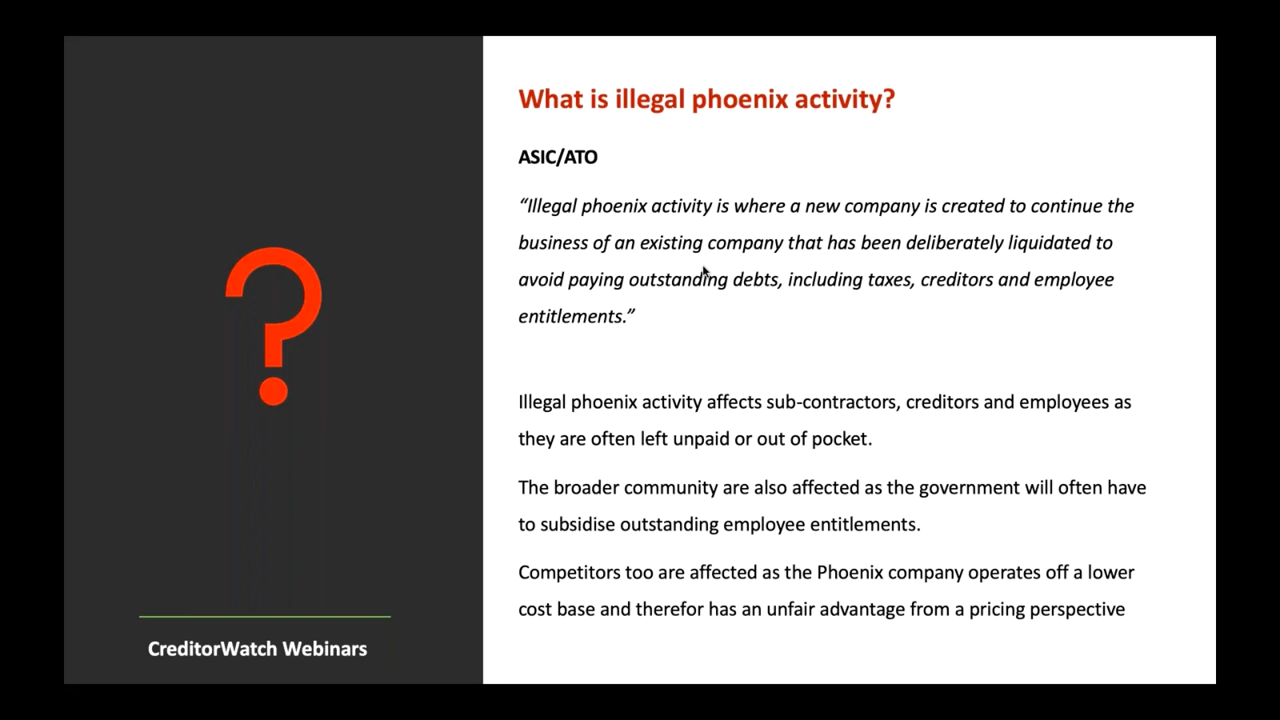 What is illegal phoenix activity?
ASIC/ATO
“Illegal phoenix activity is where a new company is created to continue the
business of an existing company that has been deliberately liquidated to
avoid paying outstanding debts, including taxes, creditors and employee
entitlements.”
Illegal phoenix activity affects sub-contractors, creditors and employees as
they are often left unpaid or out of pocket.
The broader community are also affected as the government will often have
to subsidise outstanding employee entitlements.
Competitors too are affected as the Phoenix company operates off a lower
cost base and therefor has an unfair advantage from a pricing perspective
?
CreditorWatch Webinars